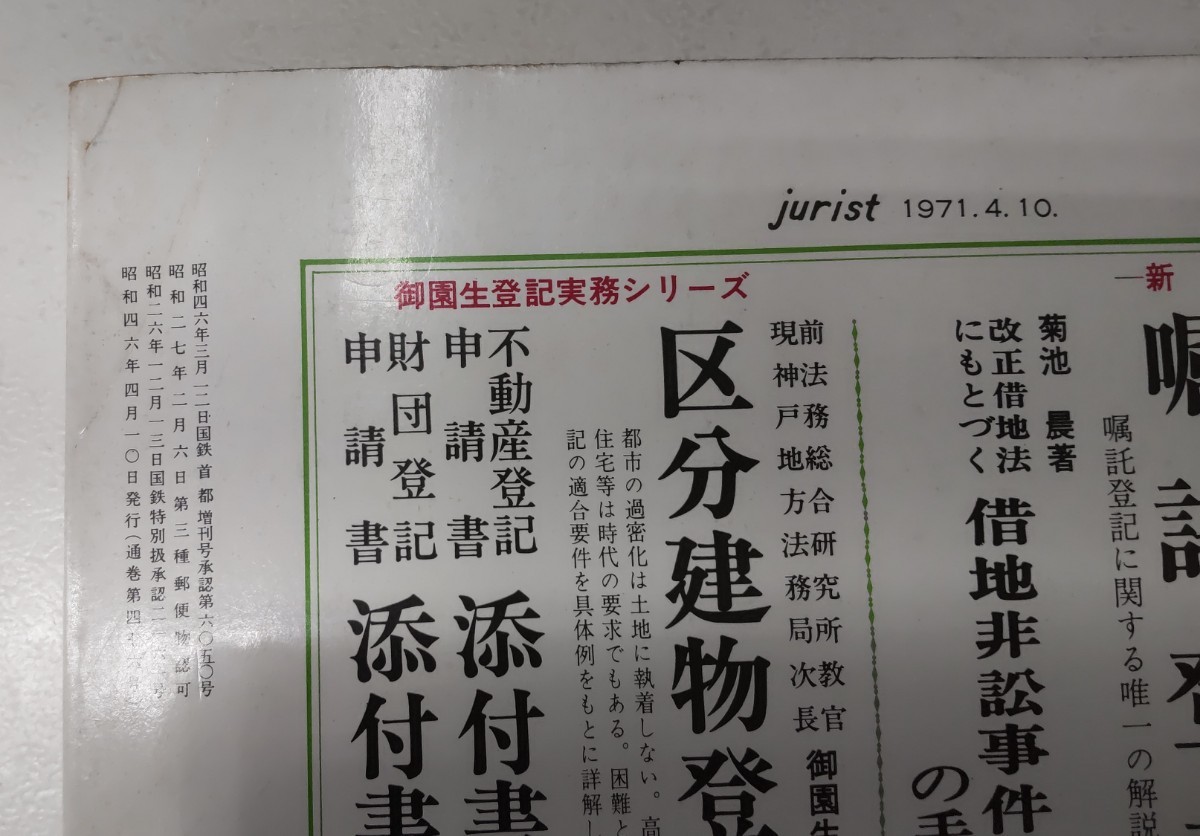 jurist 1971.4.10.
―新
嘱託登記に関する唯一の解説
菊池 晨著
改正借地法
にもとづく
借地非訟事件
の手
前法務総合研究所教官
現神戸地方法務局次長
御園生
御園生登記実務シリーズ
区分建物登
都市の過密化は土地に執着しない。高
住宅等は時代の要求でもある。困難と
記の適合要件を具体例をもとに詳解し
不動産登記
申請書
添付書
財団登記
申請書
添付書
昭和四六年三月一二日国鉄首都増刊号承認第六〇五〇号
昭和二七年二月六日第三種郵便物認可
昭和二六年一二月一三日国鉄特別扱承認
昭和四六年四月一〇日発行（通巻第四